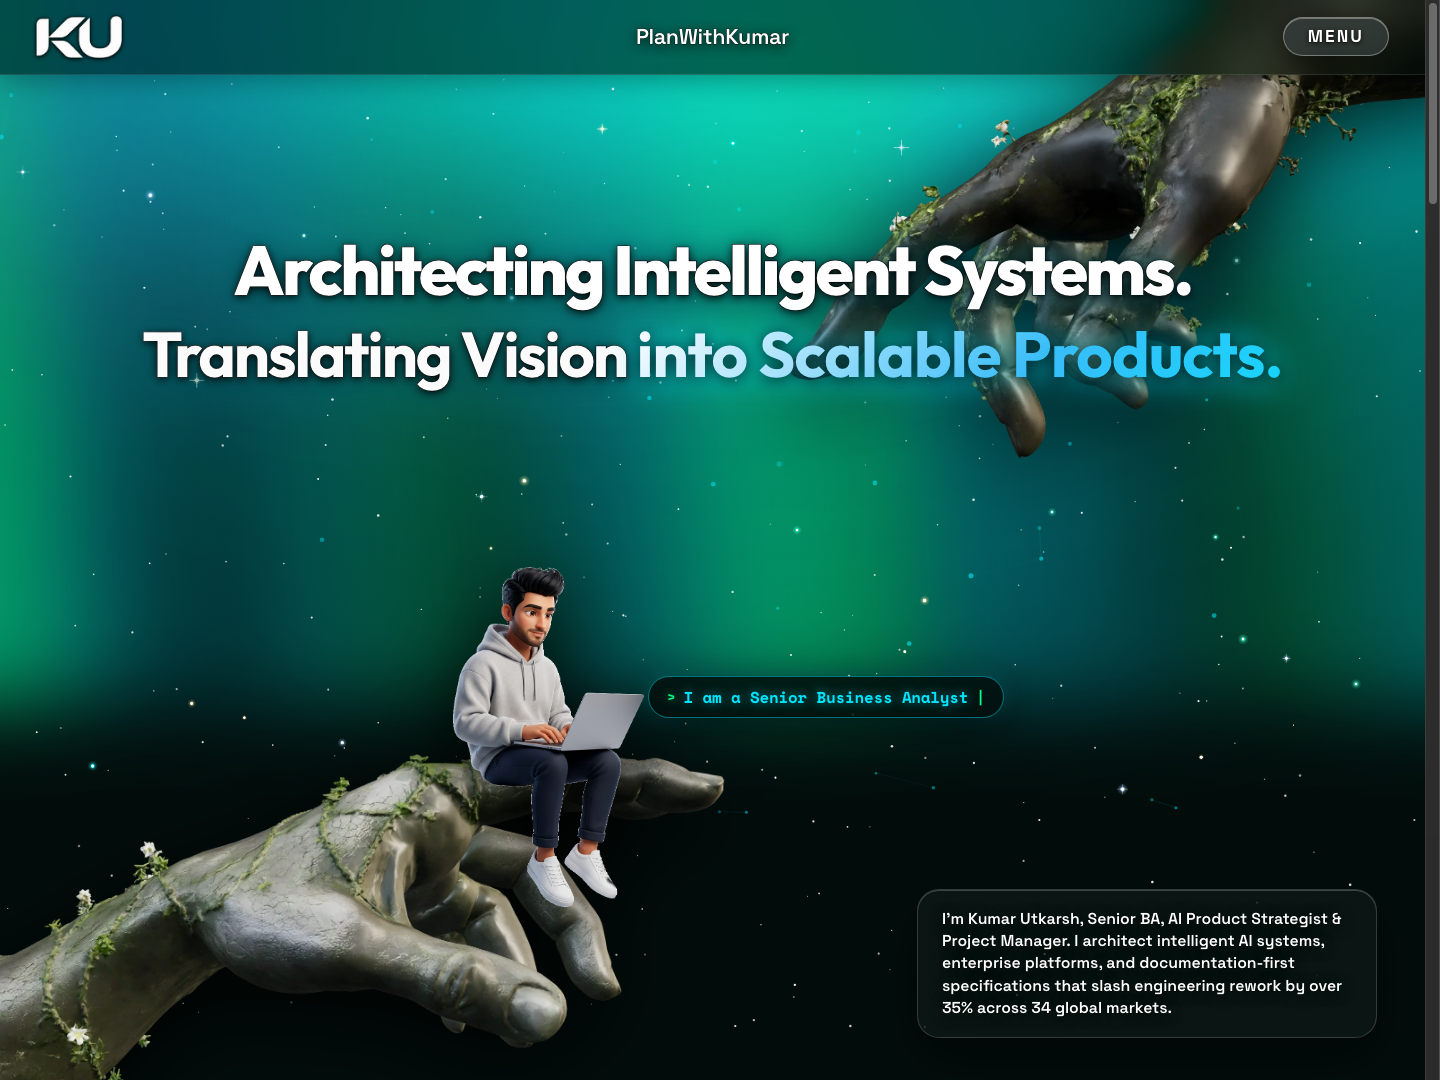 KU
PlanWithKumar
MENU
Architecting Intelligent Systems.
Translating Vision into Scalable Products.
> I am a Senior Business Analyst |
I'm Kumar Utkarsh, Senior BA, AI Product Strategist &
Project Manager. I architect intelligent AI systems,
enterprise platforms, and documentation-first
specifications that slash engineering rework by over
35% across 34 global markets.